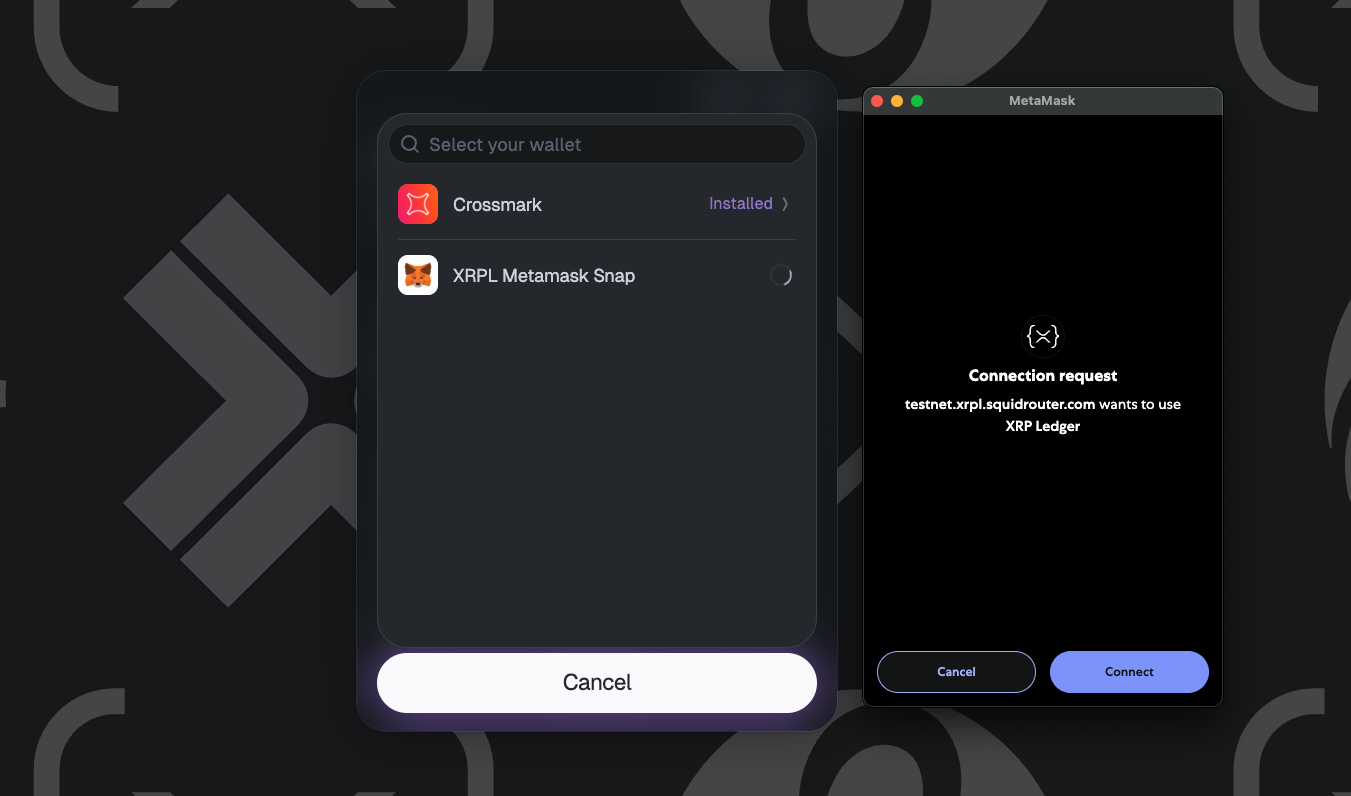 Select your wallet
Crossmark
Installed
XRPL Metamask Snap
Cancel
MetaMask
Connection request
testnet.xrpl.squidrouter.com wants to use
XRP Ledger
Cancel
Connect